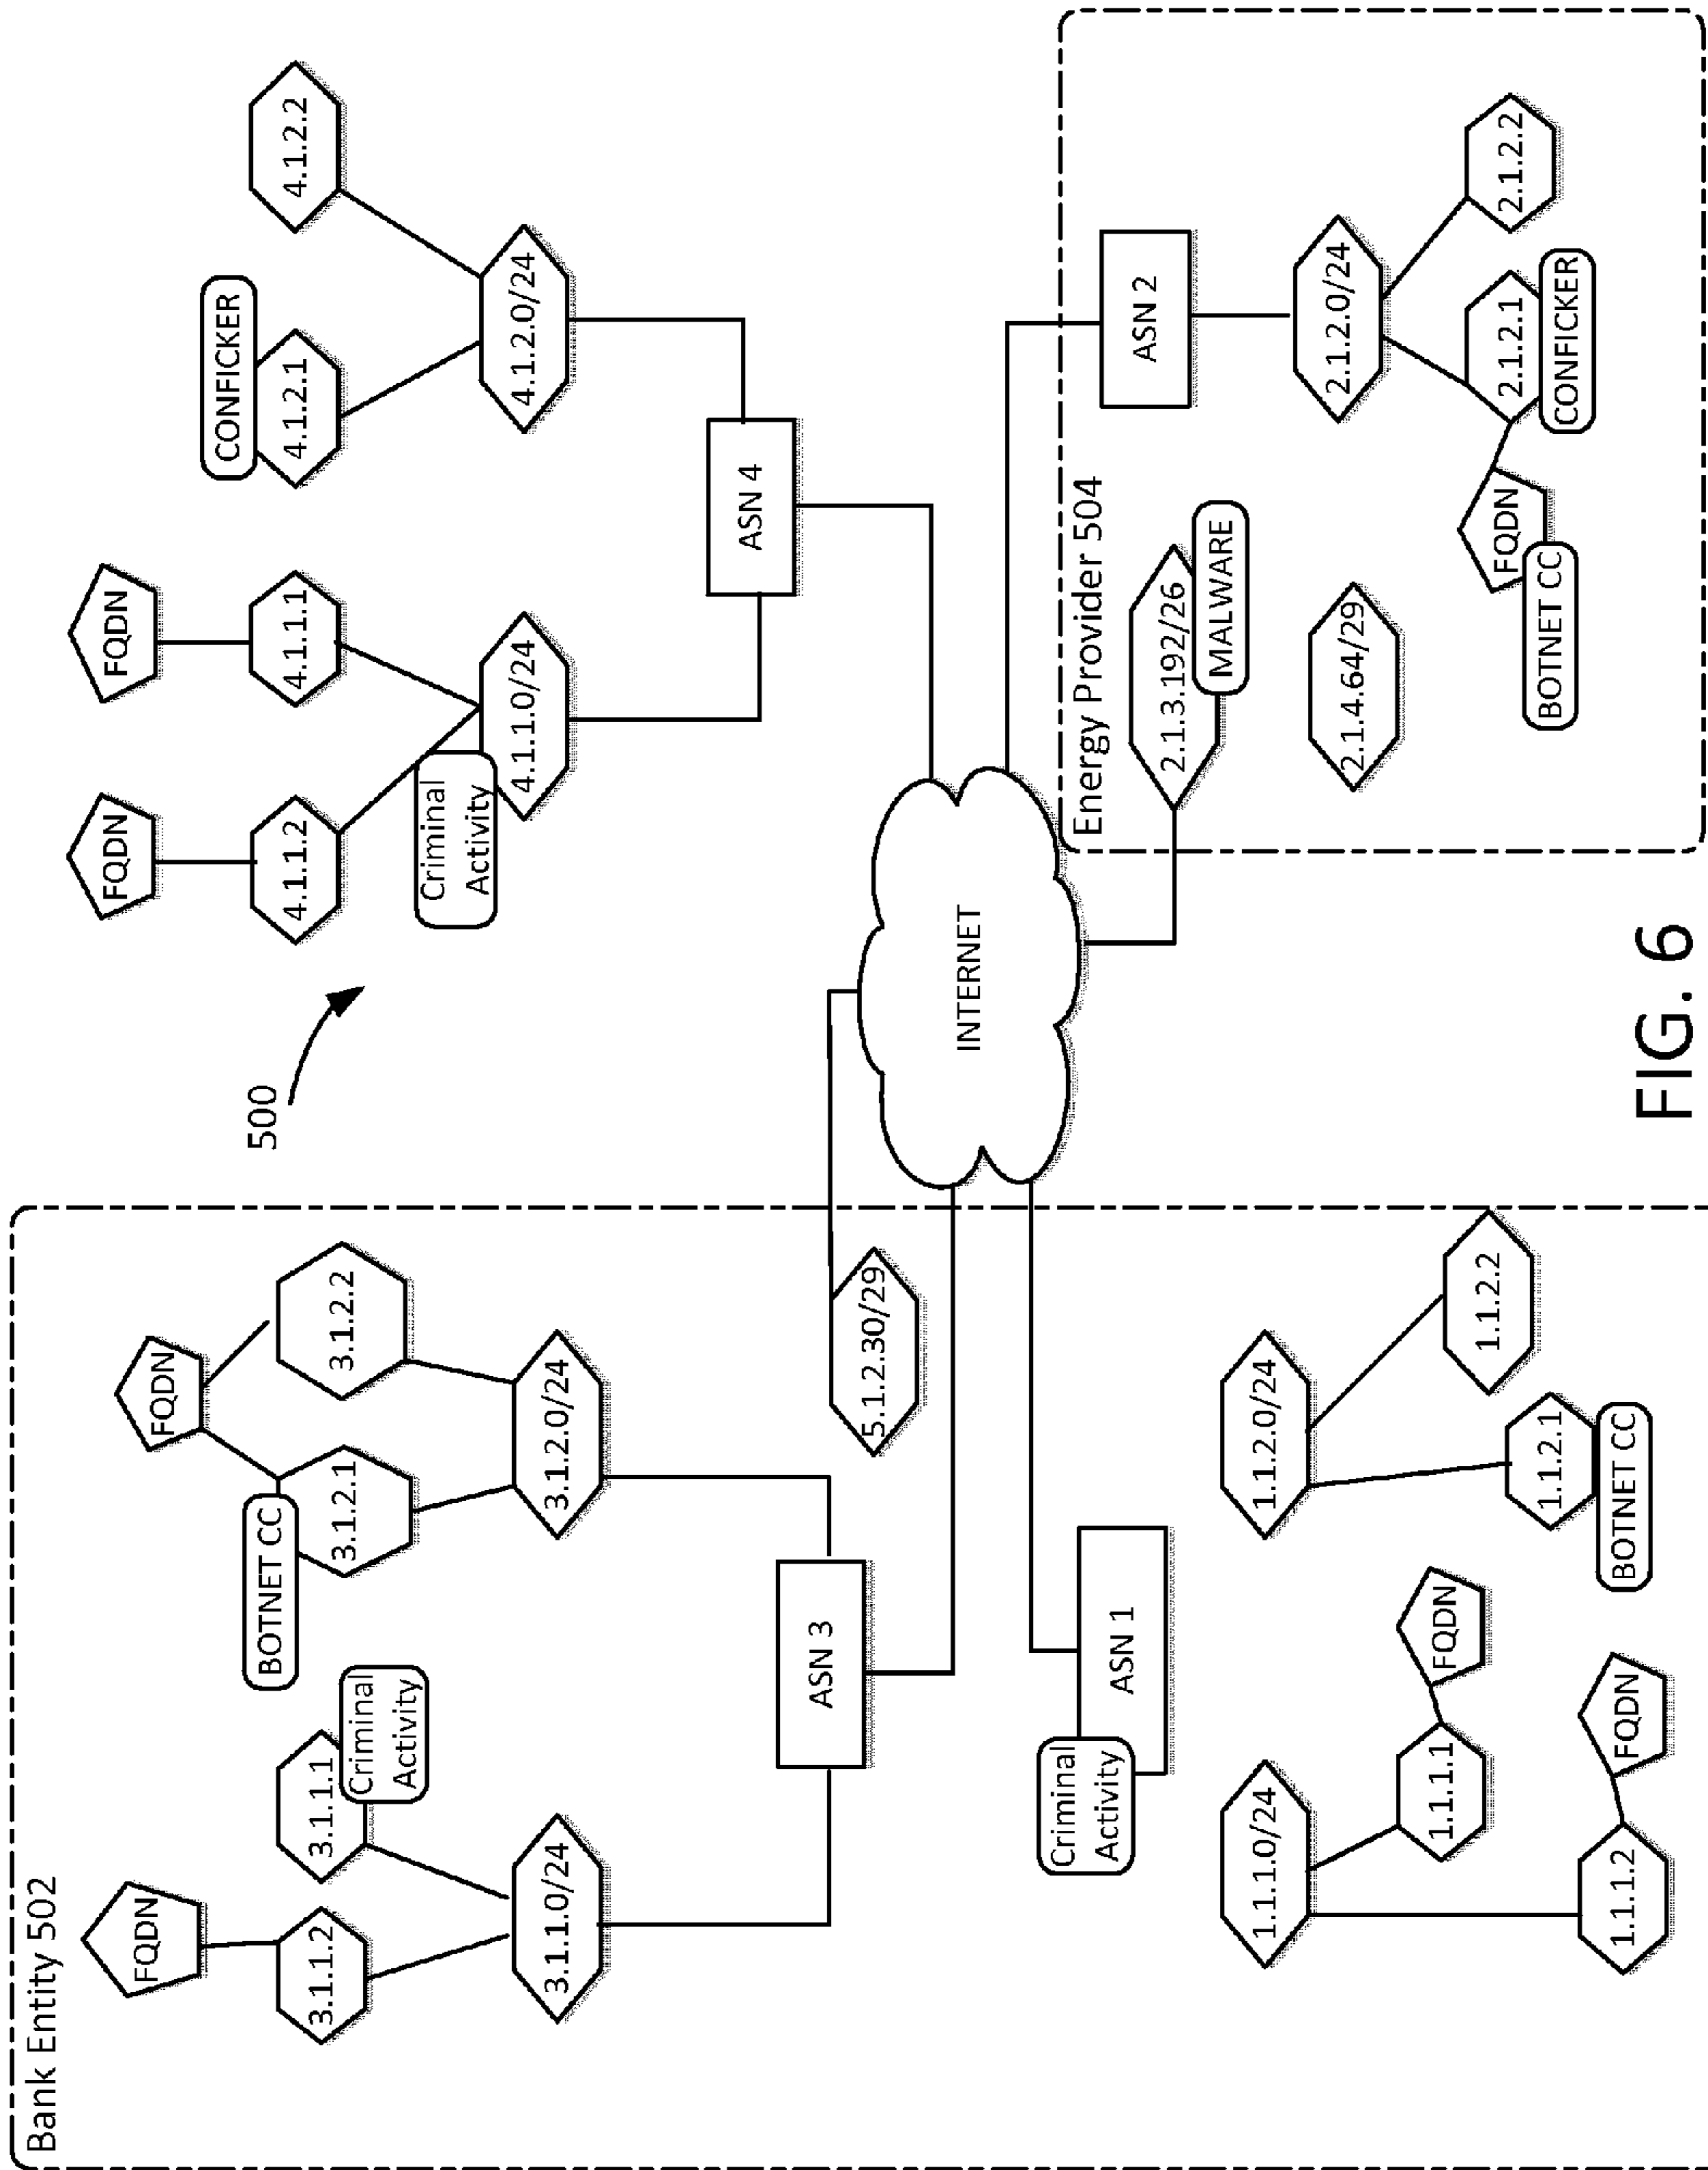 Bank Entity 502
FQDN
3.1.1.2
3.1.1.1
Criminal
Activity
3.1.1.0/24
FQDN
BOTNET CC
3.1.2.1
3.1.2.2
3.1.2.0/24
ASN 3
5.1.2.30/29
Criminal
Activity
ASN 1
1.1.1.0/24
1.1.1.1
FQDN
1.1.1.2
FQDN
1.1.2.0/24
1.1.2.1
BOTNET CC
1.1.2.2
500
INTERNET
FQDN
FQDN
4.1.1.2
4.1.1.1
Criminal
Activity
4.1.1.0/24
CONFICKER
4.1.2.1
4.1.2.2
4.1.2.0/24
ASN 4
Energy Provider 504
2.1.3.192/26
MALWARE
2.1.4.64/29
ASN 2
2.1.2.0/24
2.1.2.1
CONFICKER
2.1.2.2
FQDN
BOTNET CC
FIG. 6